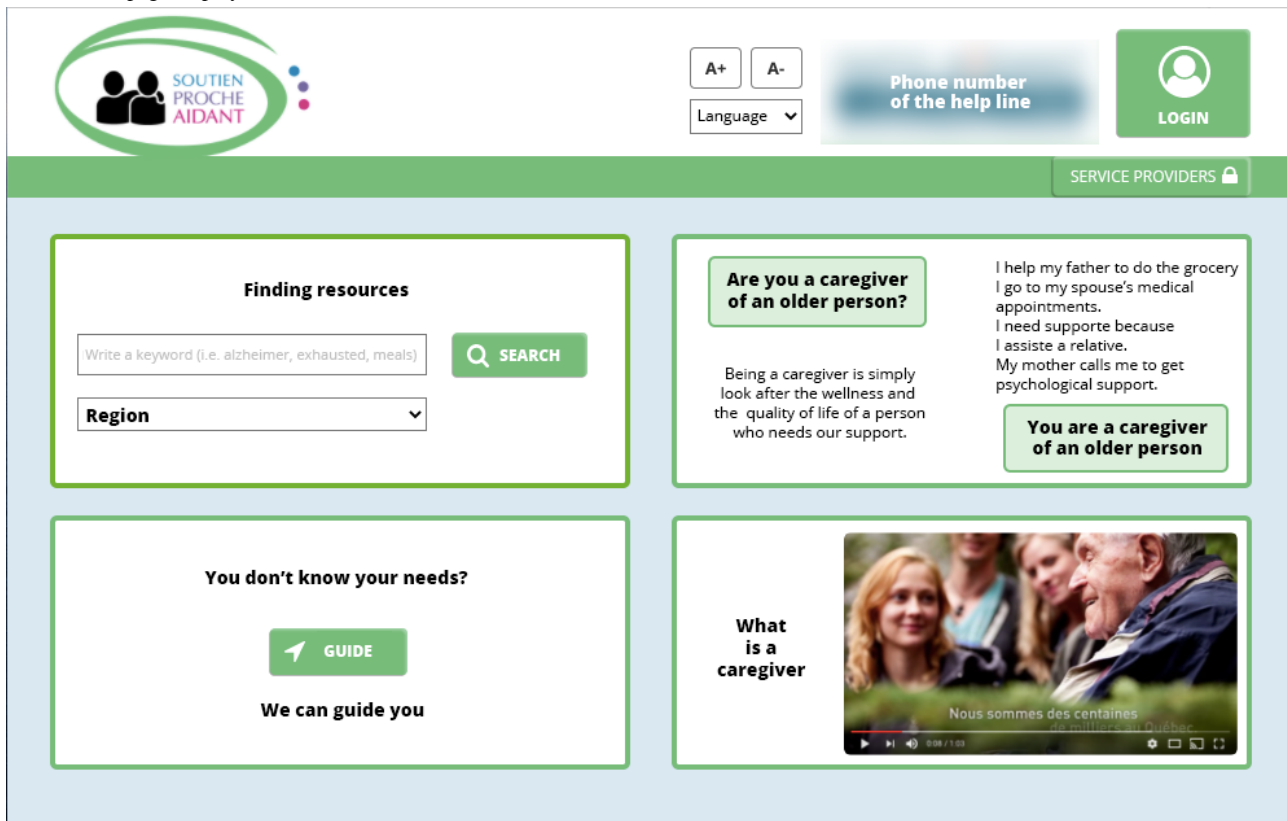 SOUTIEN
PROCHE
AIDANT
A+
A-
Language
Phone number
of the help line
LOGIN
SERVICE PROVIDERS
Finding resources
Write a keyword (i.e. alzheimer, exhausted, meals)
SEARCH
Region
Are you a caregiver
of an older person?
Being a caregiver is simply
look after the wellness and
the quality of life of a person
who needs our support.
I help my father to do the grocery
I go to my spouse's medical
appointments.
I need supporte because
I assiste a relative.
My mother calls me to get
psychological support.
You are a caregiver
of an older person
You don't know your needs?
GUIDE
We can guide you
What
is a
caregiver
Nous sommes des centaines
de milliers au Québec
0:08 / 1:03